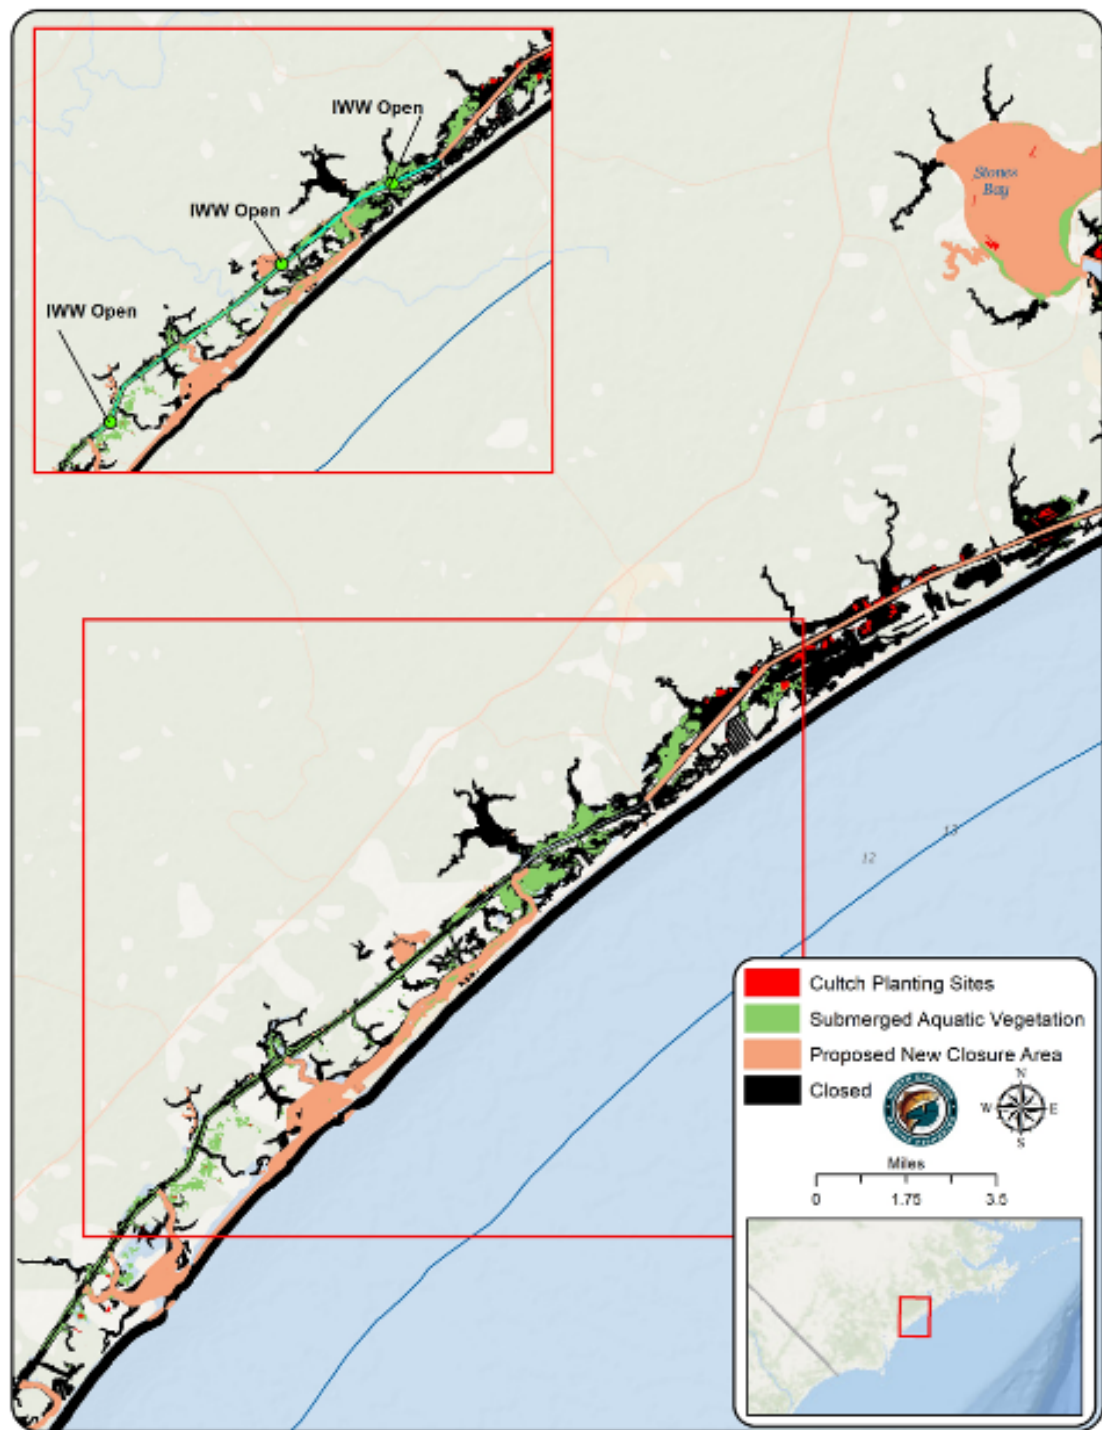 IWW Open
IWW Open
IWW Open
Stones
Bay
13
12
Cultch Planting Sites
Submerged Aquatic Vegetation
Proposed New Closure Area
Closed
N
W
E
S
Miles
0 1.75 3.5